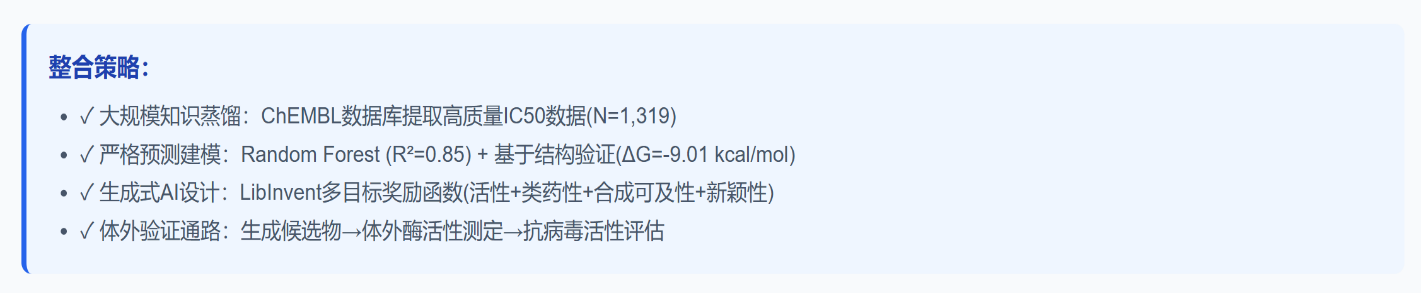 整合策略：
• ✓ 大规模知识蒸馏：ChEMBL数据库提取高质量IC50数据(N=1,319)
• ✓ 严格预测建模：Random Forest (R²=0.85) + 基于结构验证(ΔG=-9.01 kcal/mol)
• ✓ 生成式AI设计：LibInvent多目标奖励函数(活性+类药性+合成可及性+新颖性)
• ✓ 体外验证通路：生成候选物→体外酶活性测定→抗病毒活性评估